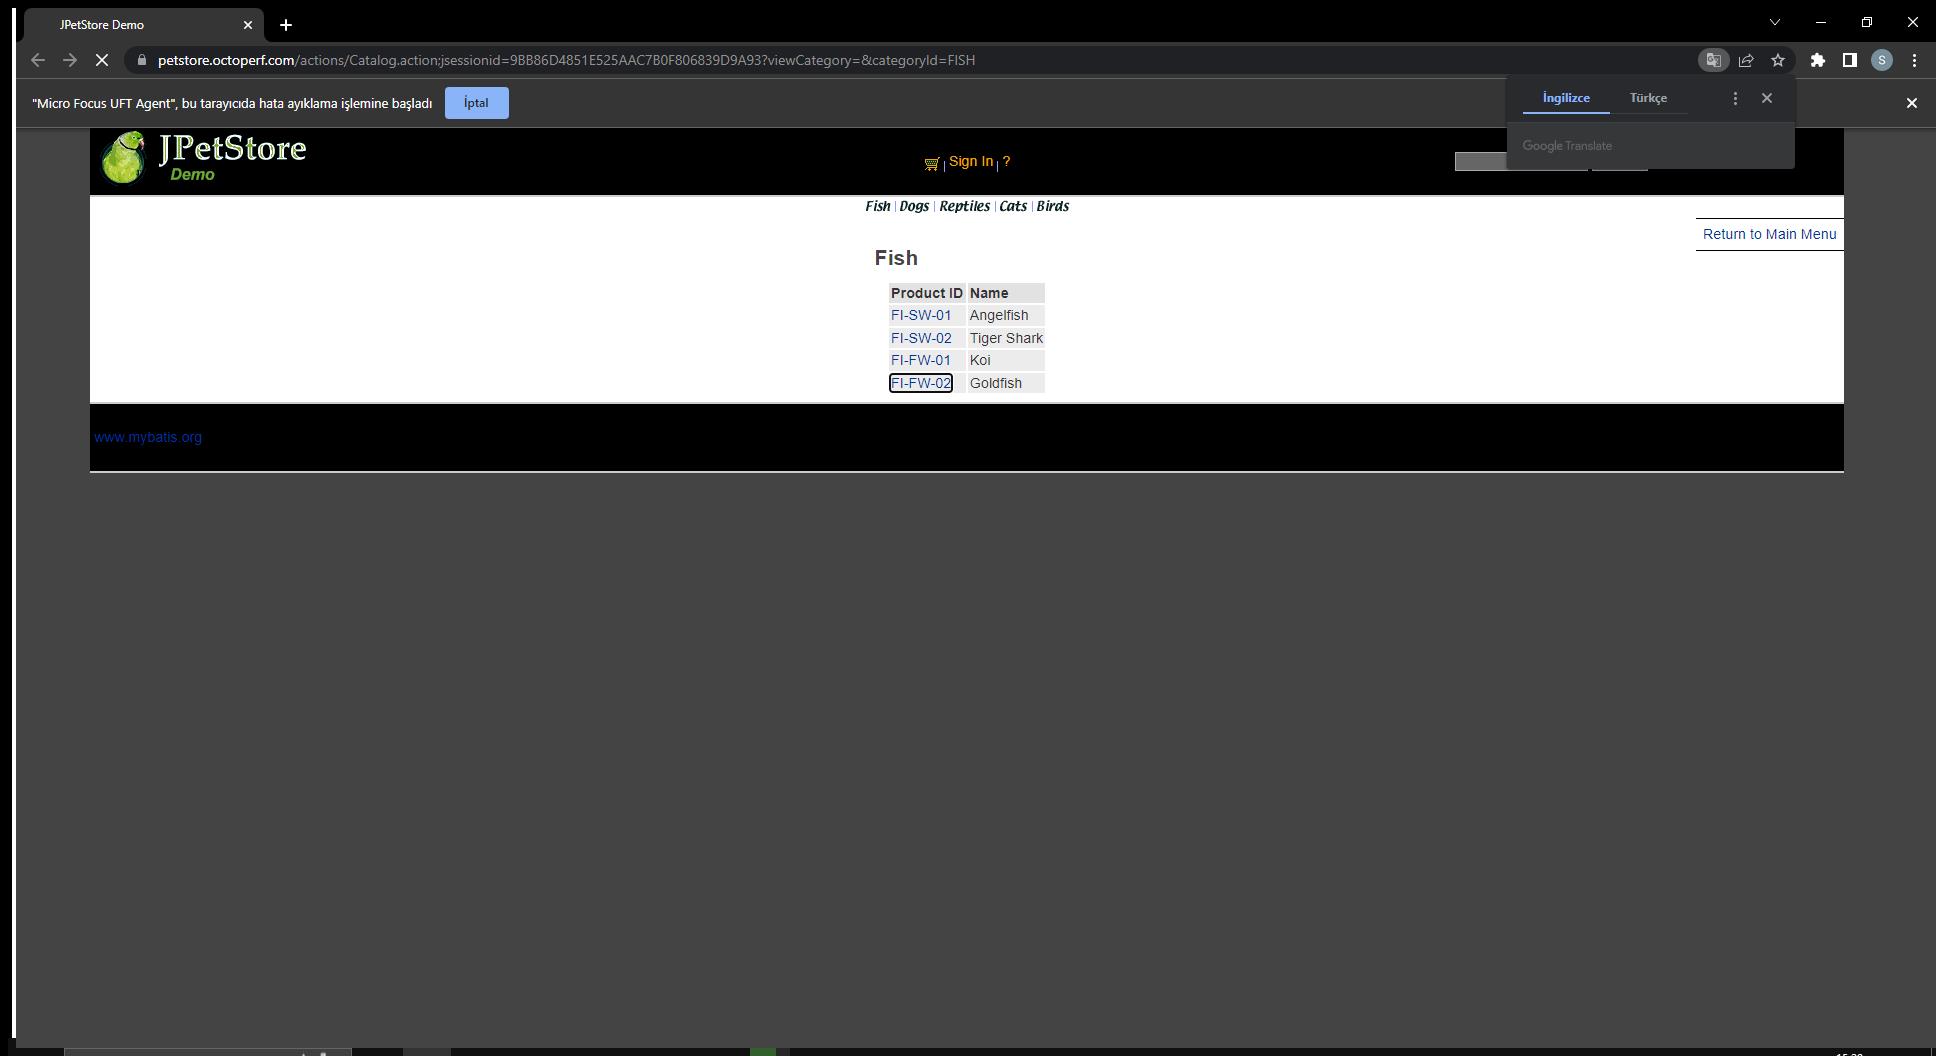 JPetStore Demo
petstore.octoperf.com/actions/Catalog.action;jsessionid=9BB86D4851E525AAC7B0F806839D9A93?viewCategory=&categoryId=FISH
S
"Micro Focus UFT Agent", bu tarayıcıda hata ayıklama işlemine başladı
İptal
İngilizce Türkçe
Google Translate
JPetStore
Demo
| Sign In | ?
Fish | Dogs | Reptiles | Cats | Birds
Return to Main Menu
Fish
Product ID Name
FI-SW-01 Angelfish
FI-SW-02 Tiger Shark
FI-FW-01 Koi
FI-FW-02 Goldfish
www.mybatis.org